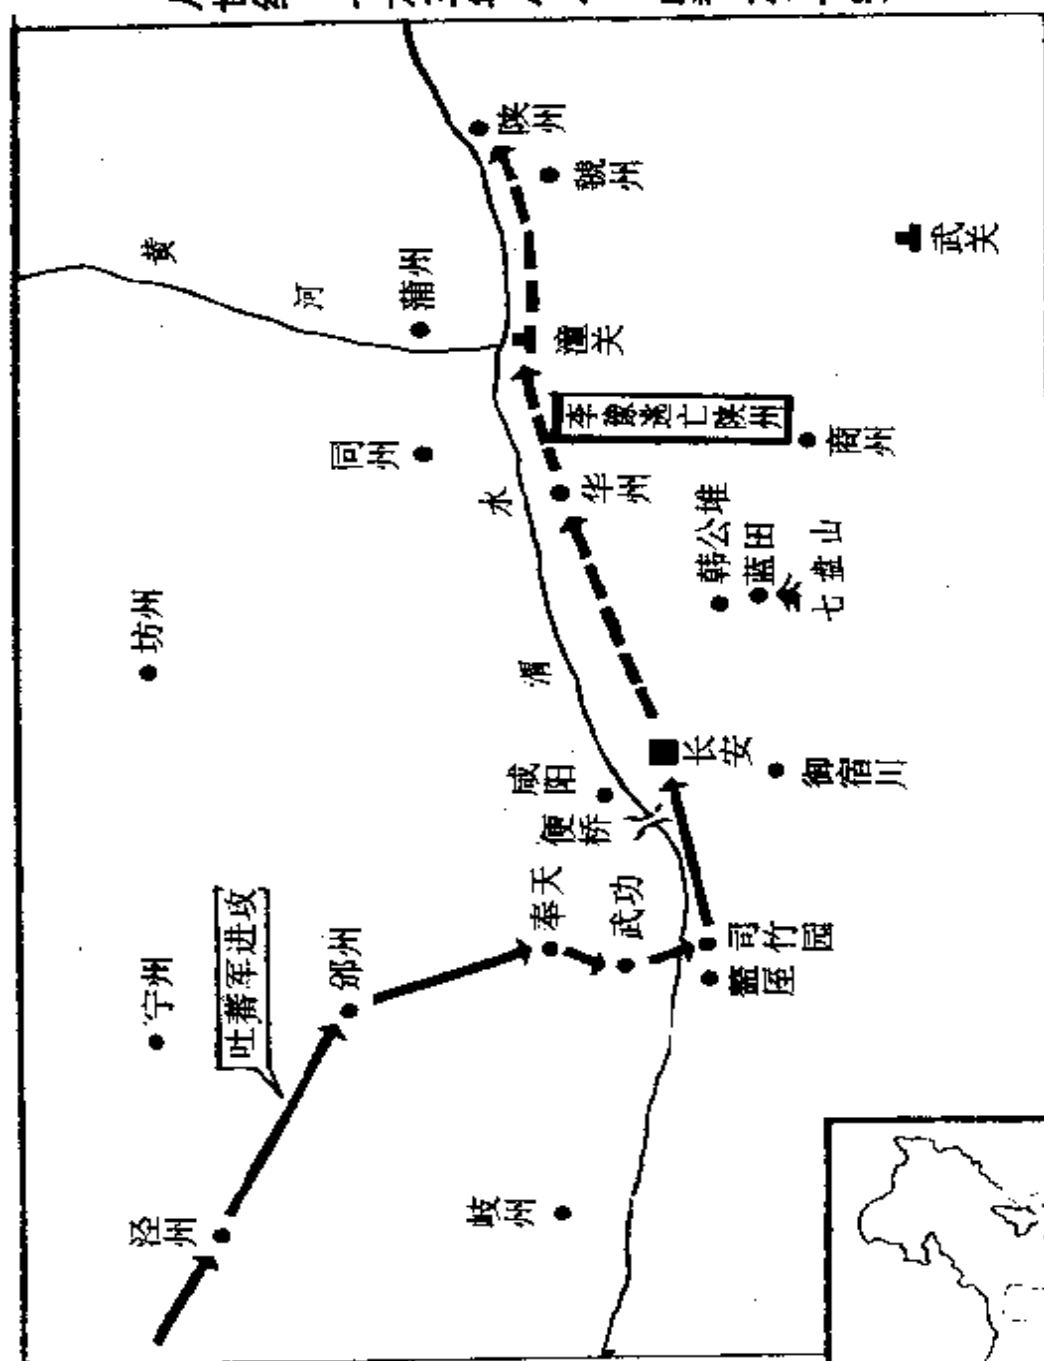 陕州
虢州
武关
黄
河
蒲州
潼关
李豫逃亡陕州
同州
商州
华州
水
韩公堆
蓝田
七盘山
坊州
渭
长安
御宿川
咸阳
便桥
奉天
武功
司竹园
盩厔
吐蕃军进攻
邠州
宁州
泾州
岐州